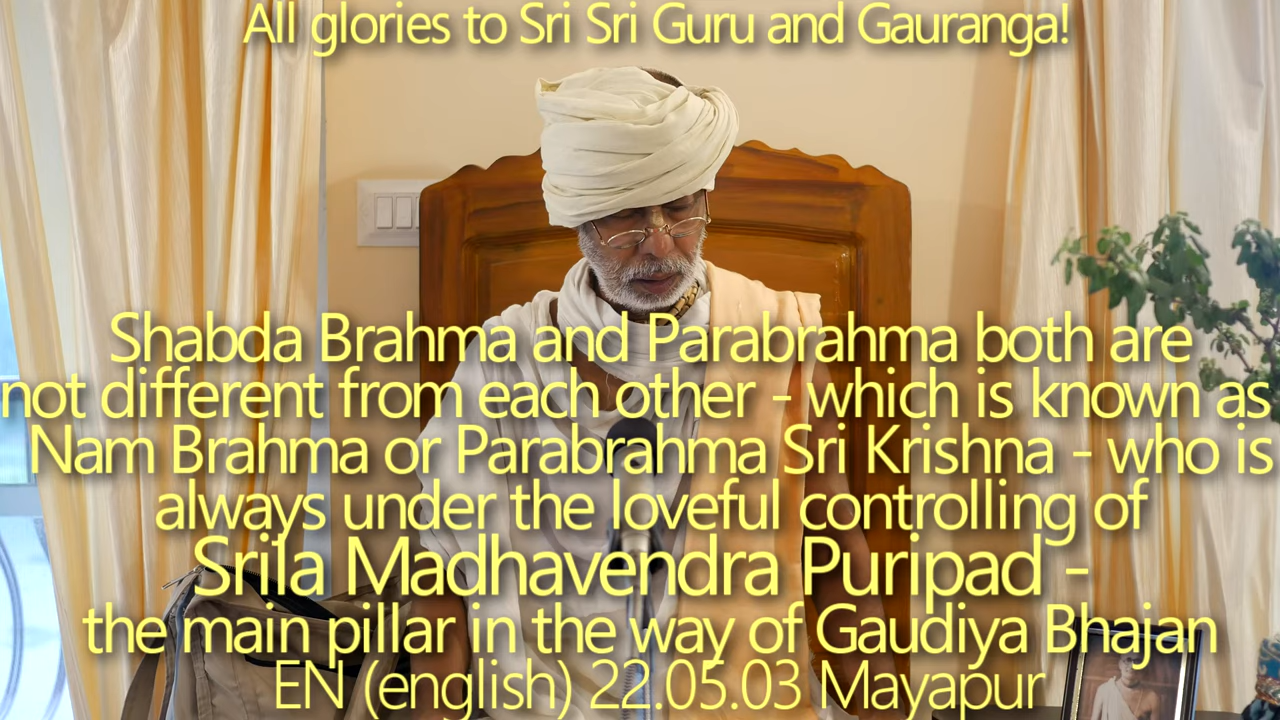 All glories to Sri Sri Guru and Gauranga!
Shabda Brahma and Parabrahma both are
not different from each other - which is known as
Nam Brahma or Parabrahma Sri Krishna - who is
always under the loveful controlling of
Srila Madhavendra Puripad -
the main pillar in the way of Gaudiya Bhajan
EN (english) 22.05.03 Mayapur